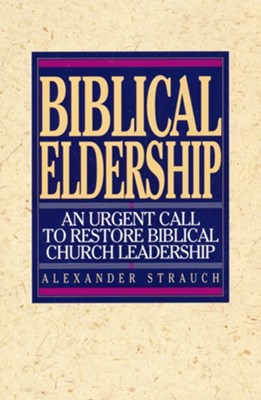 BIBLICAL
ELDERSHIP
AN URGENT CALL
TO RESTORE BIBLICAL
CHURCH LEADERSHIP
ALEXANDER STRAUCH